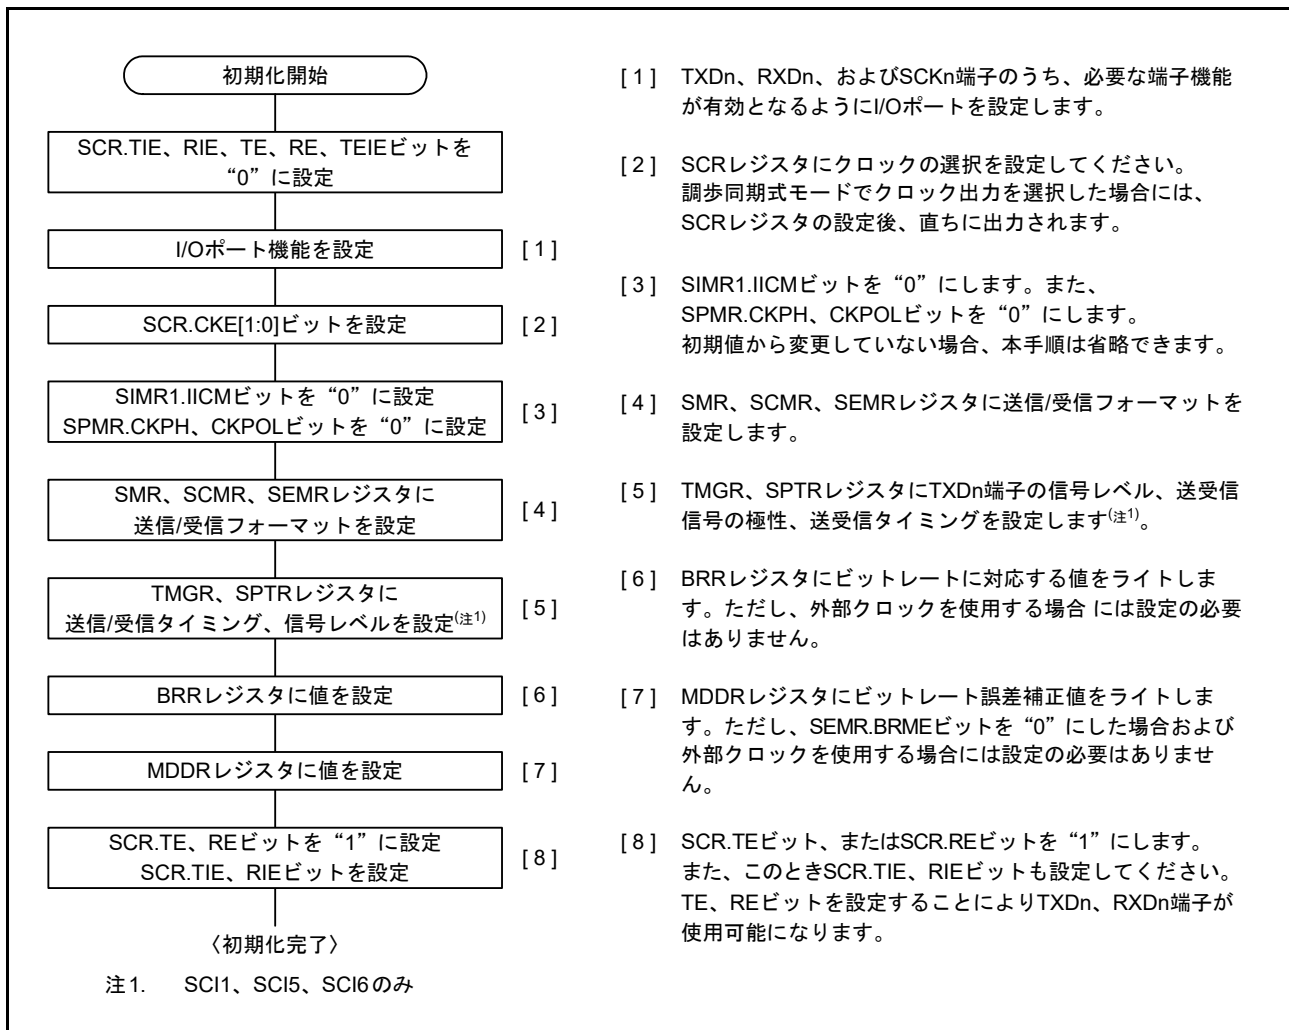 初期化開始
SCR.TIE、RIE、TE、RE、TEIEビットを
“0”に設定
I/Oポート機能を設定
[1]
SCR.CKE[1:0]ビットを設定
[2]
SIMR1.IICMビットを“0”に設定
SPMR.CKPH、CKPOLビットを“0”に設定
[3]
SMR、SCMR、SEMRレジスタに
送信/受信フォーマットを設定
[4]
TMGR、SPTRレジスタに
送信/受信タイミング、信号レベルを設定(注1)
[5]
BRRレジスタに値を設定
[6]
MDDRレジスタに値を設定
[7]
SCR.TE、REビットを“1”に設定
SCR.TIE、RIEビットを設定
[8]
〈初期化完了〉
注1. SCI1、SCI5、SCI6のみ
[1] TXDn、RXDn、およびSCKn端子のうち、必要な端子機能
が有効となるようにI/Oポートを設定します。
[2] SCRレジスタにクロックの選択を設定してください。
調歩同期式モードでクロック出力を選択した場合には、
SCRレジスタの設定後、直ちに出力されます。
[3] SIMR1.IICMビットを“0”にします。また、
SPMR.CKPH、CKPOLビットを“0”にします。
初期値から変更していない場合、本手順は省略できます。
[4] SMR、SCMR、SEMRレジスタに送信/受信フォーマットを
設定します。
[5] TMGR、SPTRレジスタにTXDn端子の信号レベル、送受信
信号の極性、送受信タイミングを設定します(注1)。
[6] BRRレジスタにビットレートに対応する値をライトしま
す。ただし、外部クロックを使用する場合 には設定の必要
はありません。
[7] MDDRレジスタにビットレート誤差補正値をライトしま
す。ただし、SEMR.BRMEビットを“0”にした場合および
外部クロックを使用する場合には設定の必要はありませ
ん。
[8] SCR.TEビット、またはSCR.REビットを“1”にします。
また、このときSCR.TIE、RIEビットも設定してください。
TE、REビットを設定することによりTXDn、RXDn端子が
使用可能になります。